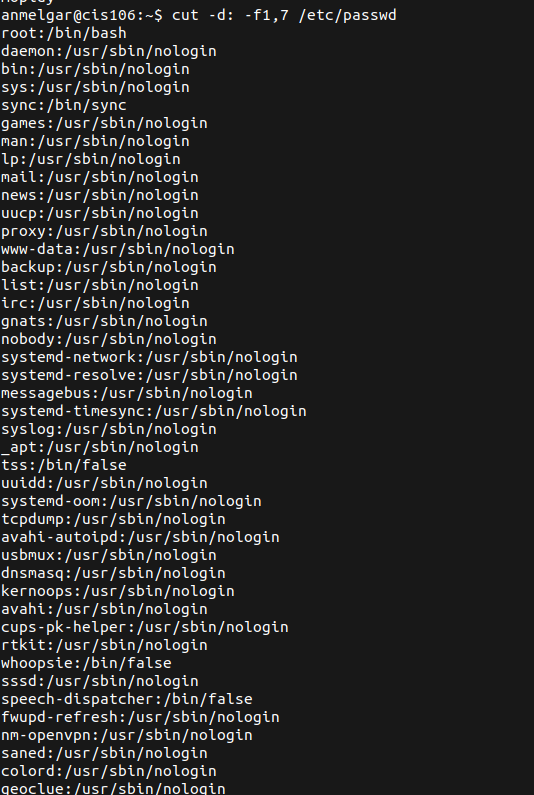 anmelgar@cis106:~$ cut -d: -f1,7 /etc/passwd
root:/bin/bash
daemon:/usr/sbin/nologin
bin:/usr/sbin/nologin
sys:/usr/sbin/nologin
sync:/bin/sync
games:/usr/sbin/nologin
man:/usr/sbin/nologin
lp:/usr/sbin/nologin
mail:/usr/sbin/nologin
news:/usr/sbin/nologin
uucp:/usr/sbin/nologin
proxy:/usr/sbin/nologin
www-data:/usr/sbin/nologin
backup:/usr/sbin/nologin
list:/usr/sbin/nologin
irc:/usr/sbin/nologin
gnats:/usr/sbin/nologin
nobody:/usr/sbin/nologin
systemd-network:/usr/sbin/nologin
systemd-resolve:/usr/sbin/nologin
messagebus:/usr/sbin/nologin
systemd-timesync:/usr/sbin/nologin
syslog:/usr/sbin/nologin
_apt:/usr/sbin/nologin
tss:/bin/false
uuidd:/usr/sbin/nologin
systemd-oom:/usr/sbin/nologin
tcpdump:/usr/sbin/nologin
avahi-autoipd:/usr/sbin/nologin
usbmux:/usr/sbin/nologin
dnsmasq:/usr/sbin/nologin
kernoops:/usr/sbin/nologin
avahi:/usr/sbin/nologin
cups-pk-helper:/usr/sbin/nologin
rtkit:/usr/sbin/nologin
whoopsie:/bin/false
sssd:/usr/sbin/nologin
speech-dispatcher:/bin/false
fwupd-refresh:/usr/sbin/nologin
nm-openvpn:/usr/sbin/nologin
saned:/usr/sbin/nologin
colord:/usr/sbin/nologin
geoclue:/usr/sbin/nologin